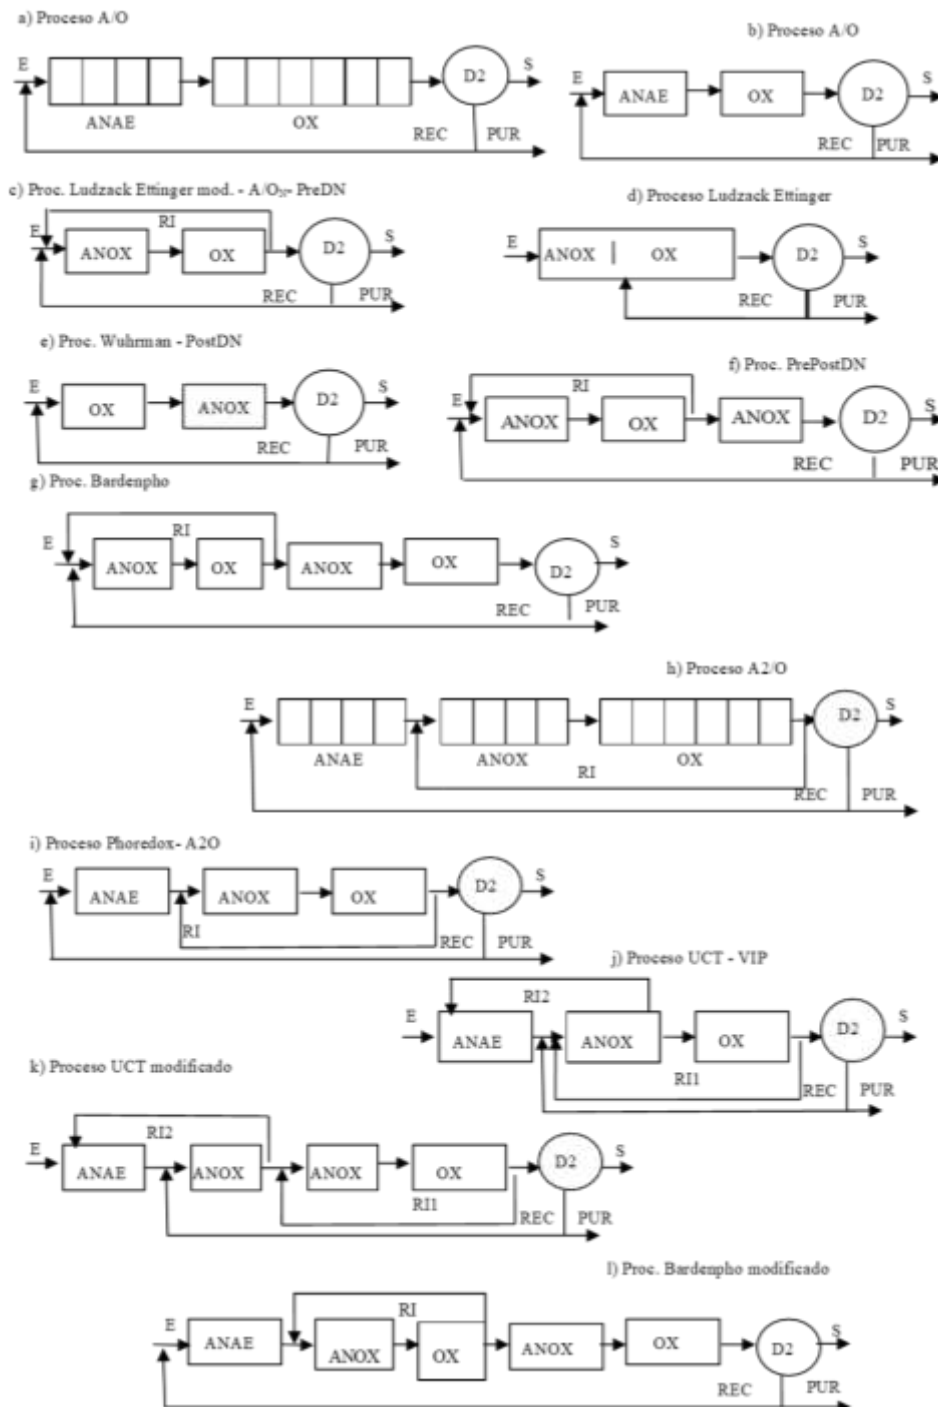 a) Proceso A/O
E
D2
S
ANAE
OX
REC
PUR
b) Proceso A/O
E
ANAE
OX
D2
S
REC
PUR
c) Proc. Ludzack Ettinger mod. - A/O_N- PreDN
RI
E
ANOX
OX
D2
S
REC
PUR
d) Proceso Ludzack Ettinger
E
ANOX
OX
D2
S
REC
PUR
e) Proc. Wuhrman - PostDN
E
OX
ANOX
D2
S
REC
PUR
f) Proc. PrePostDN
RI
E
ANOX
OX
ANOX
D2
S
REC
PUR
g) Proc. Bardenpho
RI
E
ANOX
OX
ANOX
OX
D2
S
REC
PUR
h) Proceso A2/O
E
D2
S
ANAE
ANOX
OX
RI
REC
PUR
i) Proceso Phoredox- A2O
E
ANAE
ANOX
OX
D2
S
RI
REC
PUR
j) Proceso UCT - VIP
RI2
E
ANAE
ANOX
OX
D2
S
RI1
REC
PUR
k) Proceso UCT modificado
RI2
E
ANAE
ANOX
ANOX
OX
D2
S
RI1
REC
PUR
l) Proc. Bardenpho modificado
RI
E
ANAE
ANOX
OX
ANOX
OX
D2
S
REC
PUR